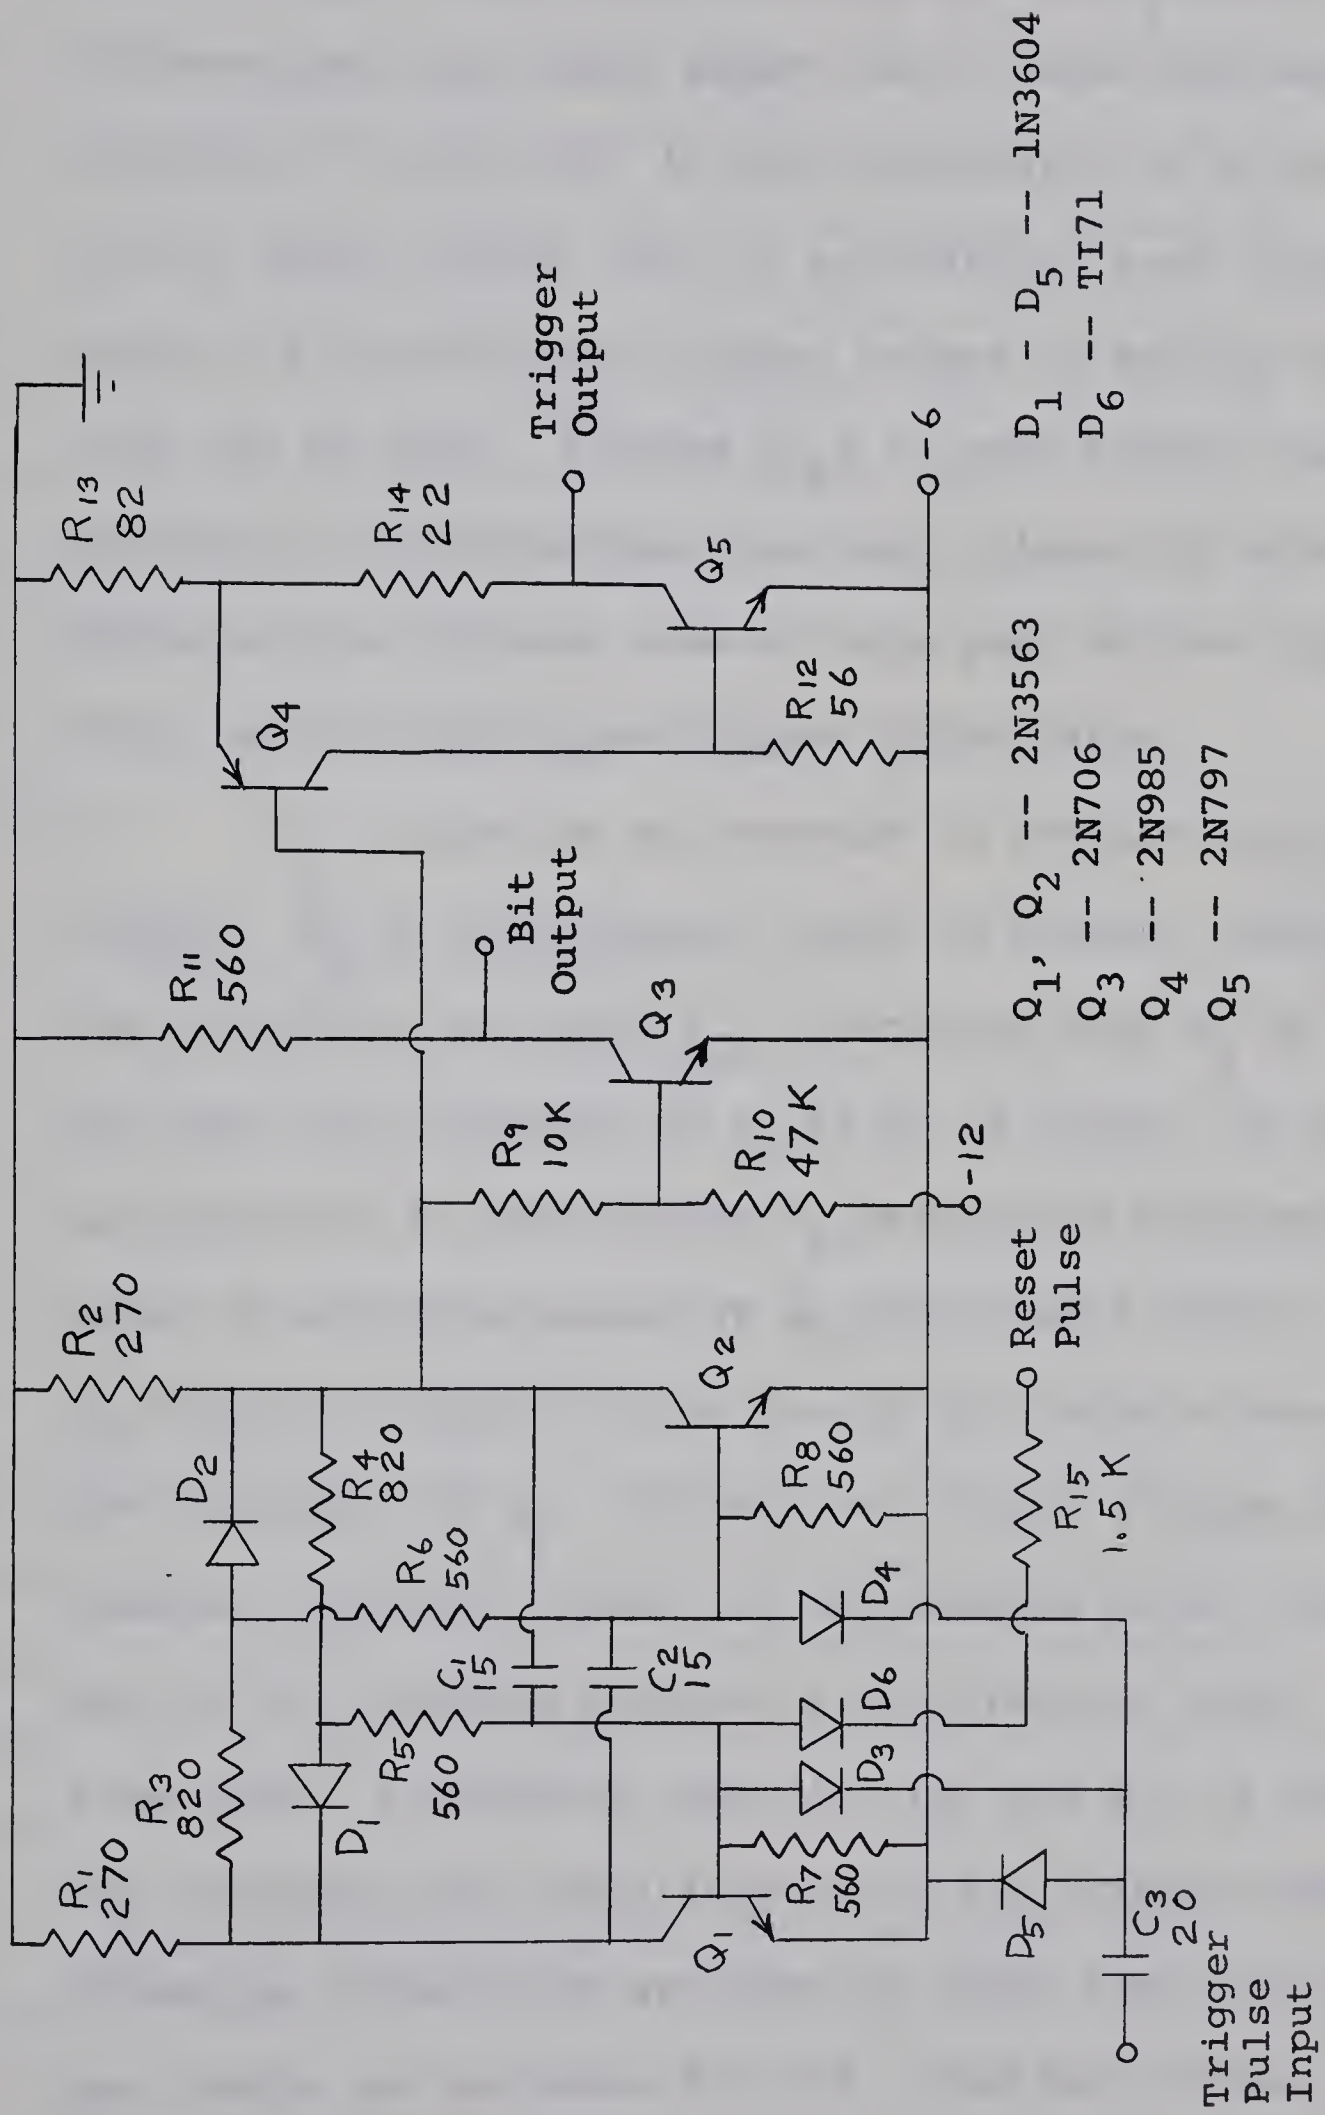 R1
270
R3
820
D1
R5
560
D2
R4
820
R6
560
C1
15
C2
15
R2
270
R7
560
D3
D6
D4
R8
560
Q1
Q2
D5
C3
20
Trigger
Pulse
Input
R15
1.5 K
Reset
Pulse
R9
10K
R10
47K
-12
R11
560
Bit
Output
Q3
Q4
R12
56
R13
82
R14
22
Trigger
Output
Q5
-6
Q1, Q2 -- 2N3563
Q3 -- 2N706
Q4 -- 2N985
Q5 -- 2N797
D1 - D5 -- 1N3604
D6 -- TI71